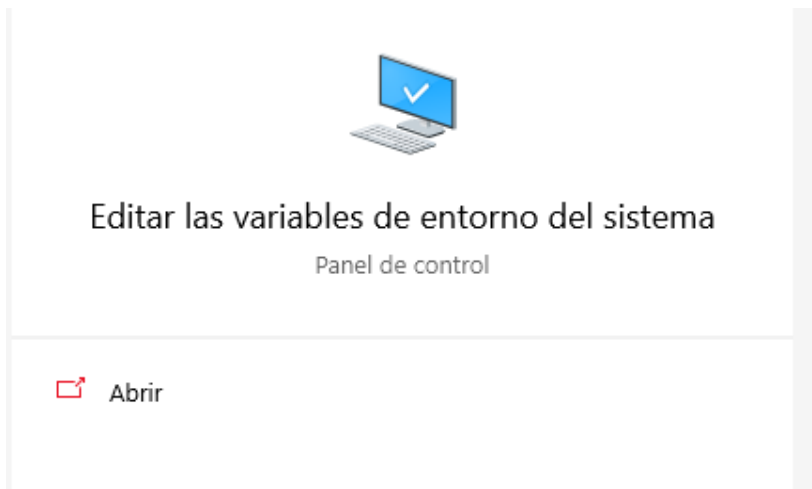 Editar las variables de entorno del sistema
Panel de control
Abrir